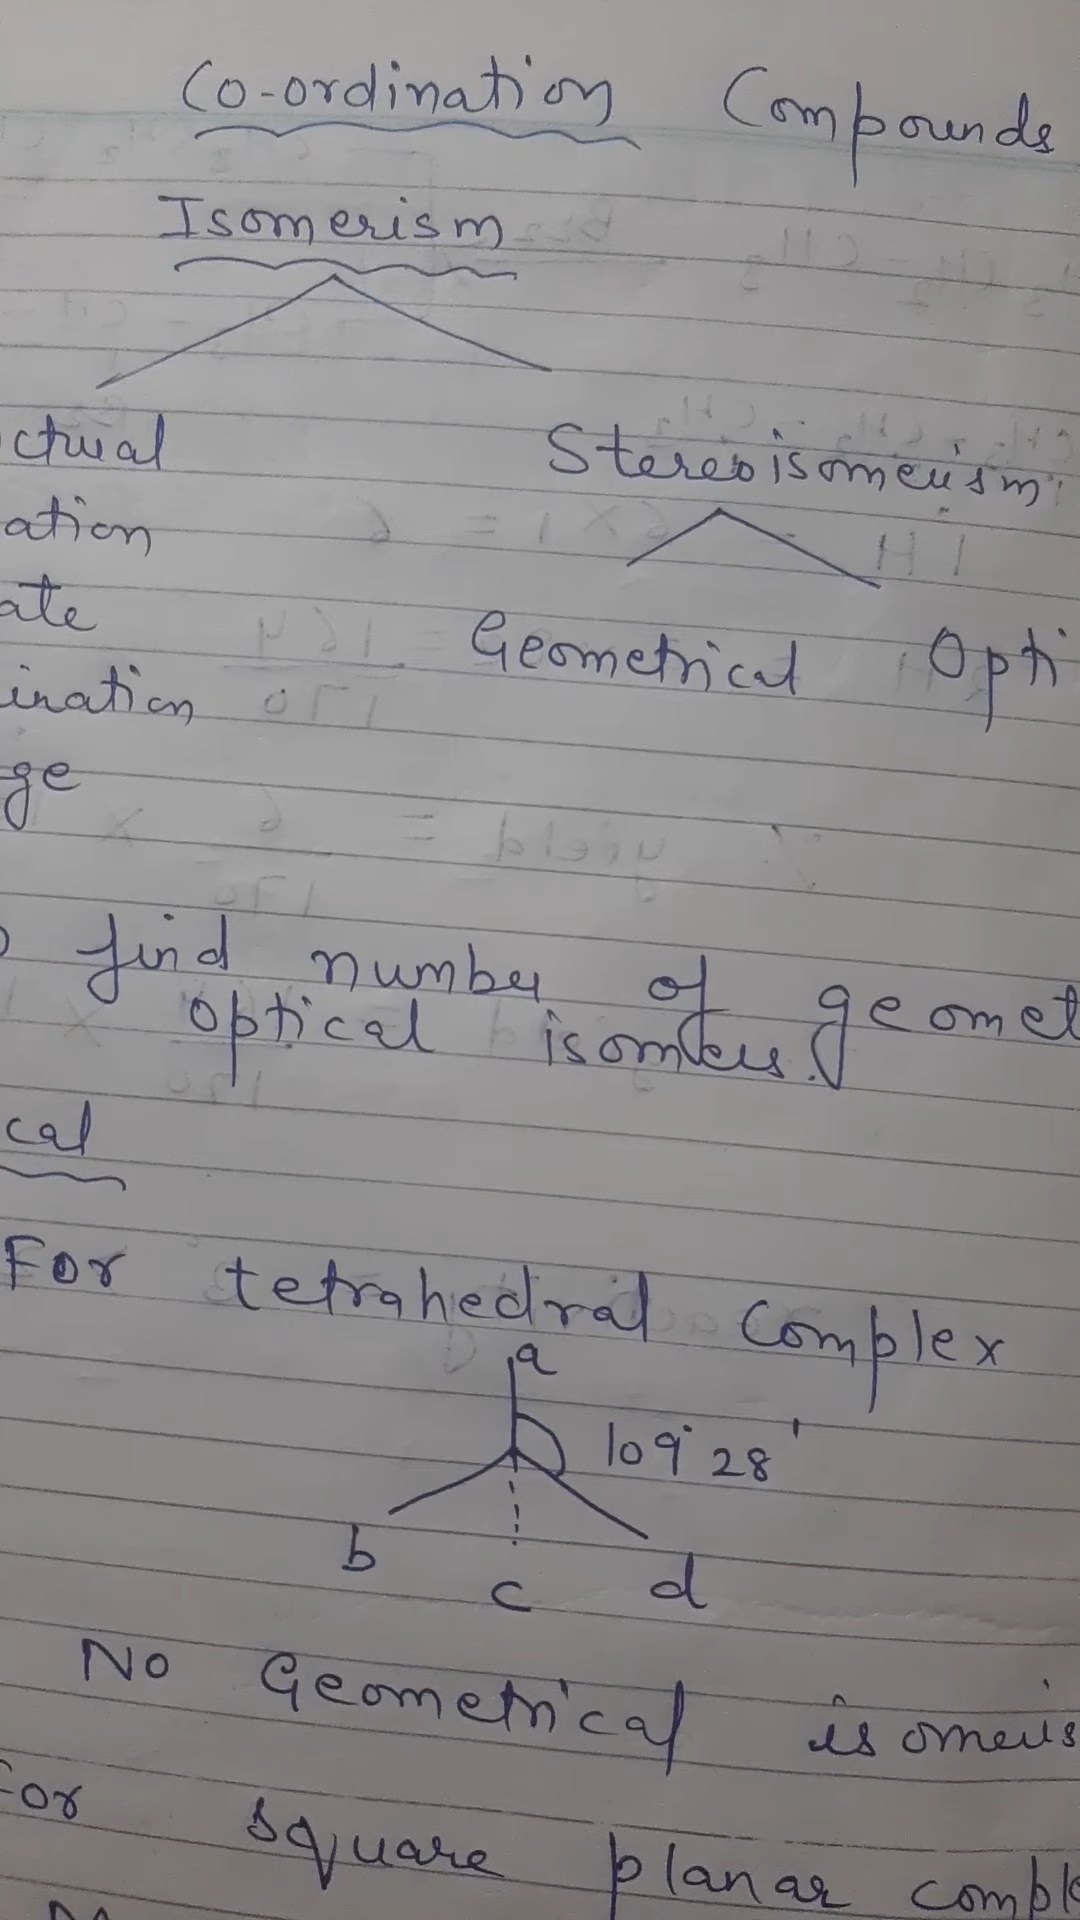 Co-ordination Compounds
Isomerism
ctural Stereoisomerism
ation
ate
Geometrical Opti
ination
ge
find number of geomet
optical isomers.
cal
For tetrahedral complex
a
109° 28'
b c d
No Geometrical isomeris
For square planar comple